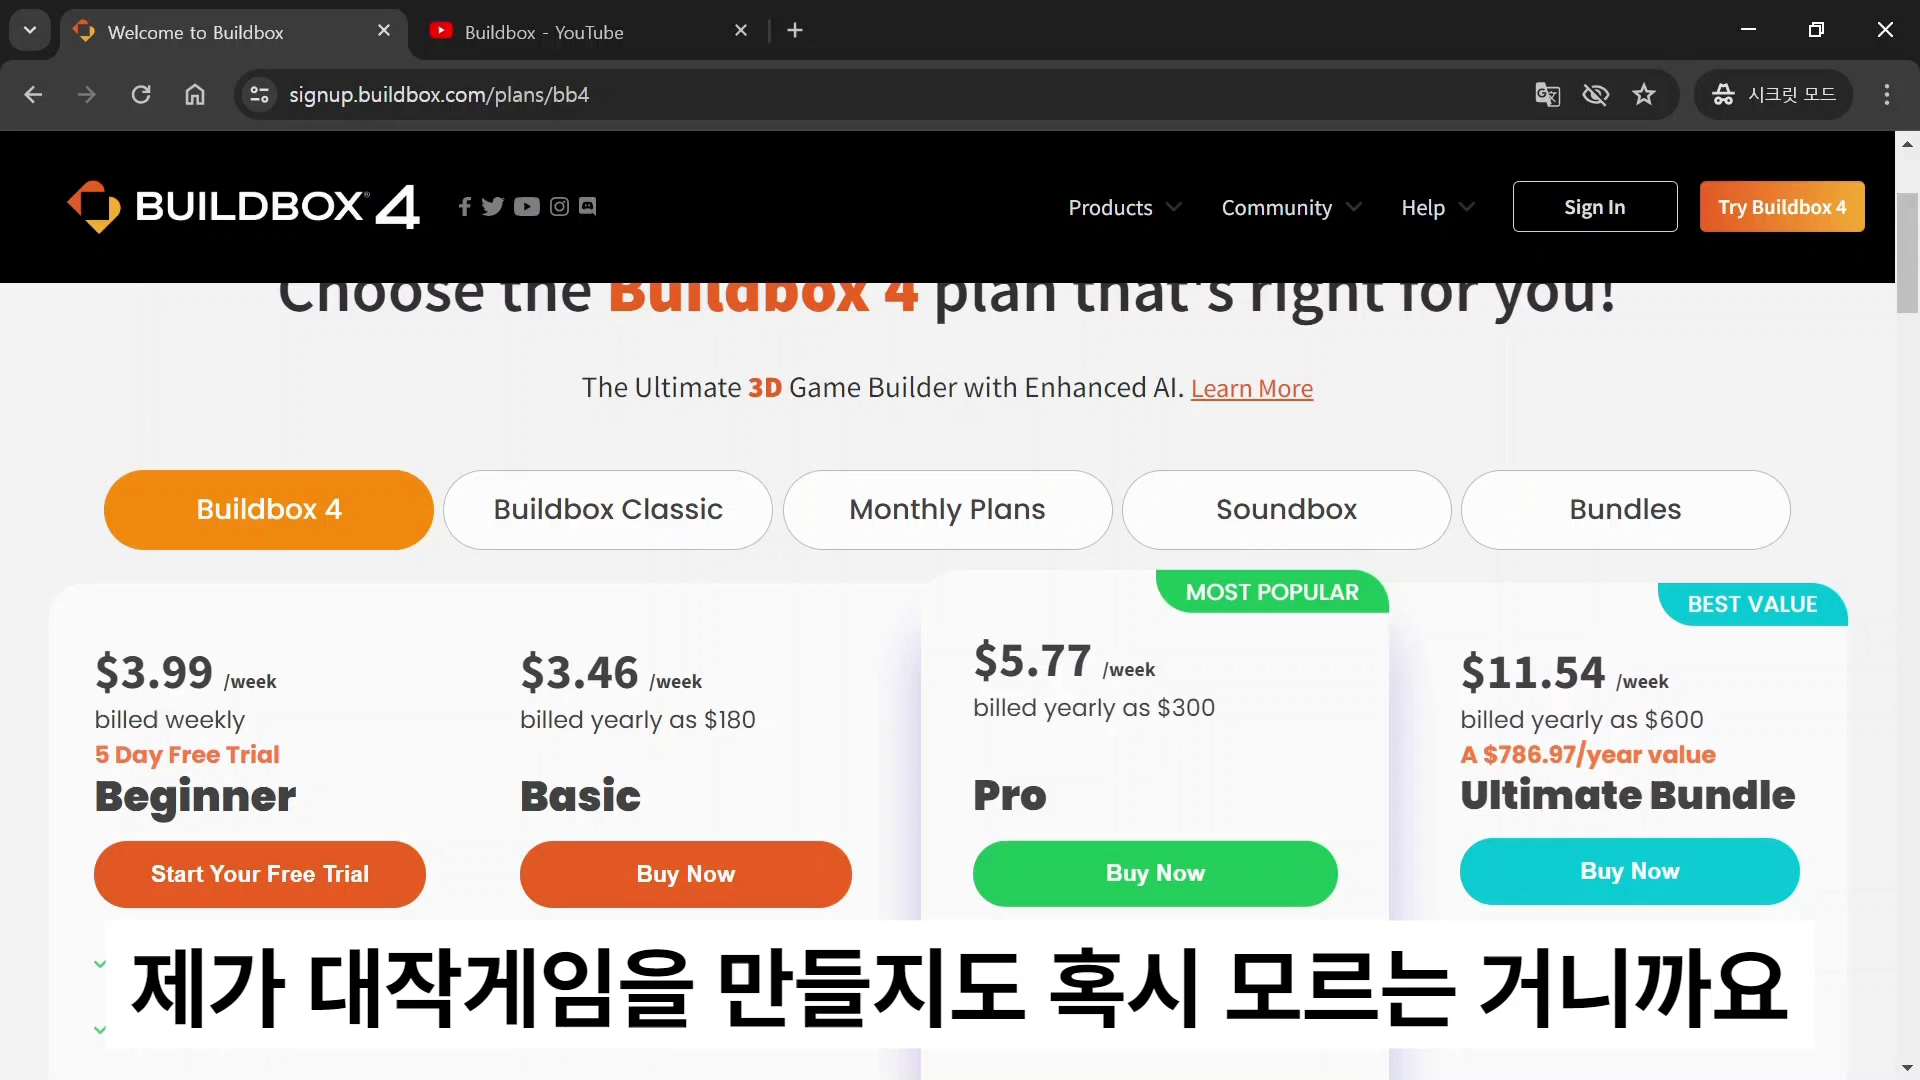 Welcome to Buildbox
Buildbox - YouTube
signup.buildbox.com/plans/bb4
시크릿 모드
BUILDBOX® 4
Products
Community
Help
Sign In
Try Buildbox 4
Choose the Buildbox 4 plan that's right for you!
The Ultimate 3D Game Builder with Enhanced AI. Learn More
Buildbox 4
Buildbox Classic
Monthly Plans
Soundbox
Bundles
$3.99 /week
billed weekly
5 Day Free Trial
Beginner
Start Your Free Trial
$3.46 /week
billed yearly as $180
Basic
Buy Now
MOST POPULAR
$5.77 /week
billed yearly as $300
Pro
Buy Now
BEST VALUE
$11.54 /week
billed yearly as $600
A $786.97/year value
Ultimate Bundle
Buy Now
제가 대작게임을 만들지도 혹시 모르는 거니까요